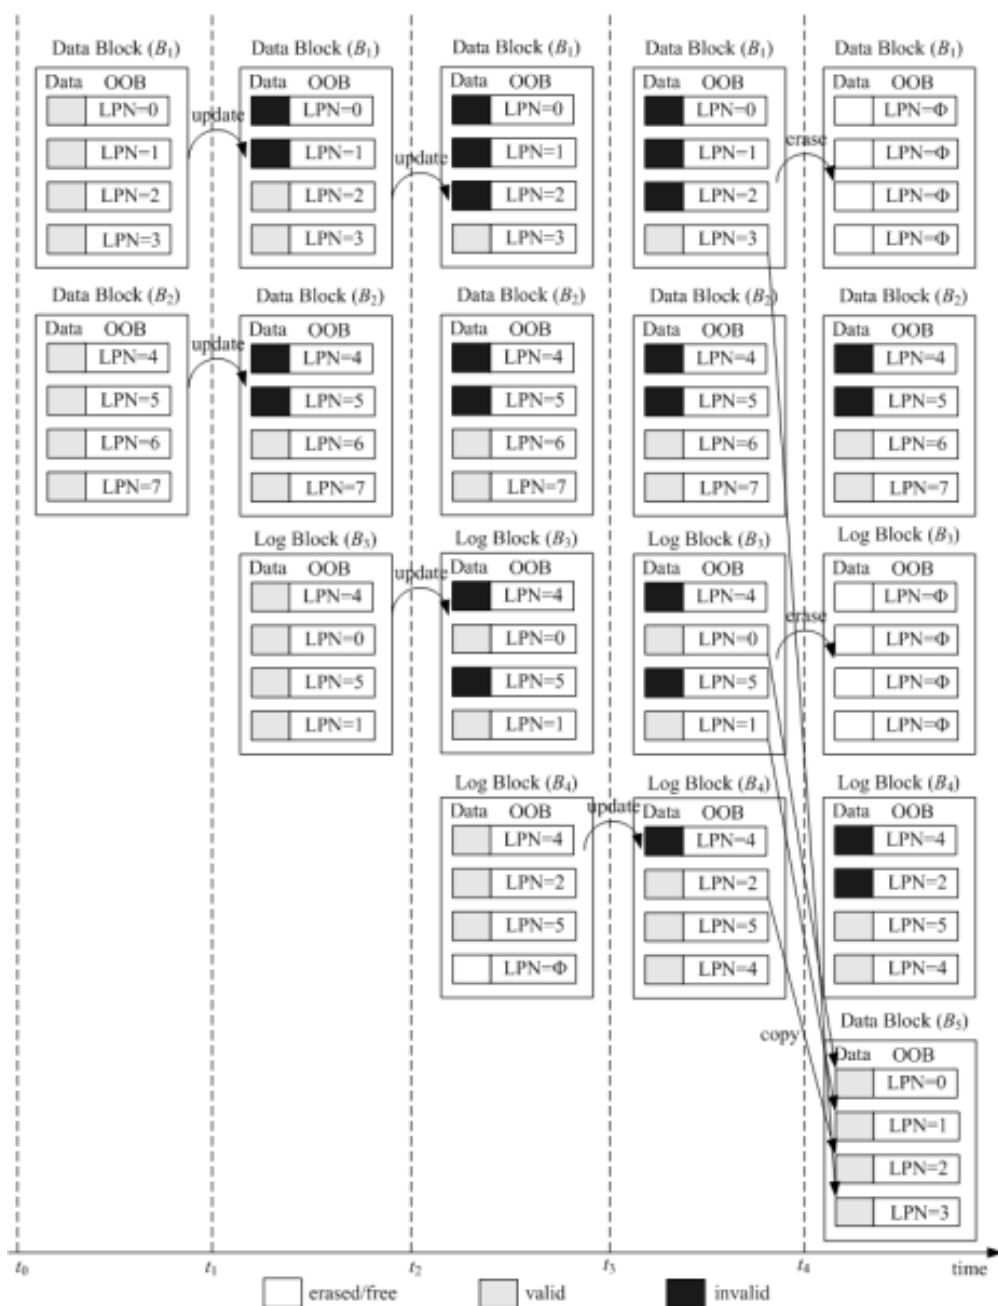 Data Block (B1) Data Block (B1) Data Block (B1) Data Block (B1) Data Block (B1)
Data OOB Data OOB Data OOB Data OOB Data OOB
LPN=0 LPN=0 LPN=0 LPN=0 LPN=Φ
update erase
LPN=1 LPN=1 update LPN=1 LPN=1 LPN=Φ
LPN=2 LPN=2 LPN=2 LPN=2 LPN=Φ
LPN=3 LPN=3 LPN=3 LPN=3 LPN=Φ
Data Block (B2) Data Block (B2) Data Block (B2) Data Block (B2) Data Block (B2)
Data OOB Data OOB Data OOB Data OOB Data OOB
update
LPN=4 LPN=4 LPN=4 LPN=4 LPN=4
LPN=5 LPN=5 LPN=5 LPN=5 LPN=5
LPN=6 LPN=6 LPN=6 LPN=6 LPN=6
LPN=7 LPN=7 LPN=7 LPN=7 LPN=7
Log Block (B3) Log Block (B3) Log Block (B3) Log Block (B3)
Data OOB update Data OOB Data OOB Data OOB
LPN=4 LPN=4 LPN=4 LPN=Φ
erase
LPN=0 LPN=0 LPN=0 LPN=Φ
LPN=5 LPN=5 LPN=5 LPN=Φ
LPN=1 LPN=1 LPN=1 LPN=Φ
Log Block (B4) Log Block (B4) Log Block (B4)
Data OOB update Data OOB Data OOB
LPN=4 LPN=4 LPN=4
LPN=2 LPN=2 LPN=2
LPN=5 LPN=5 LPN=5
LPN=Φ LPN=4 LPN=4
copy Data Block (B5)
Data OOB
LPN=0
LPN=1
LPN=2
LPN=3
t0 t1 t2 t3 t4 time
erased/free valid invalid